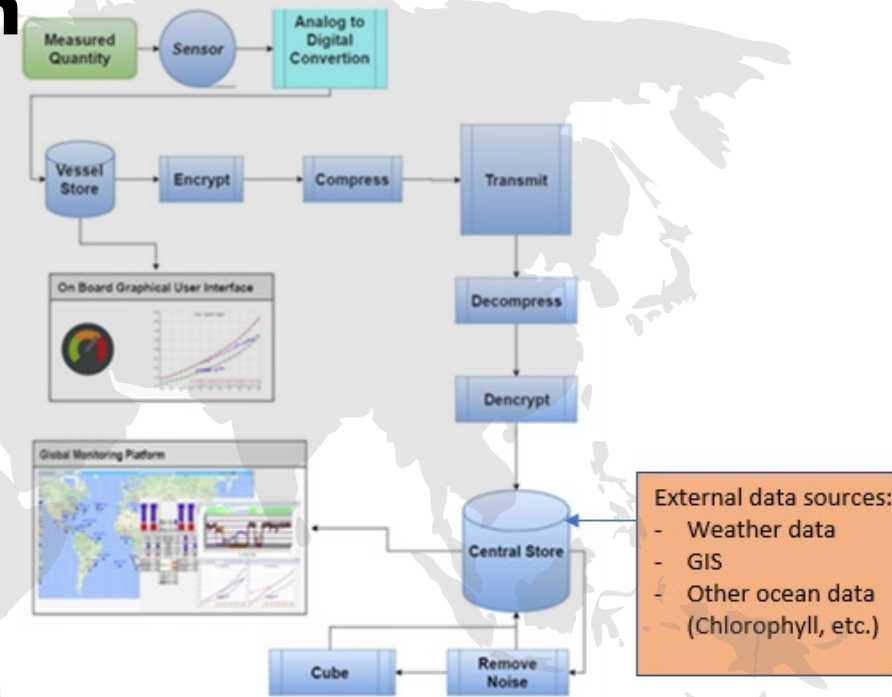 n
Measured
Quantity
Sensor
Analog to
Digital
Convertion
Vessel
Store
Encrypt
Compress
Transmit
On Board Graphical User Interface
Decompress
Dencrypt
Global Monitoring Platform
Central Store
External data sources:
- Weather data
- GIS
- Other ocean data
(Chlorophyll, etc.)
Cube
Remove
Noise